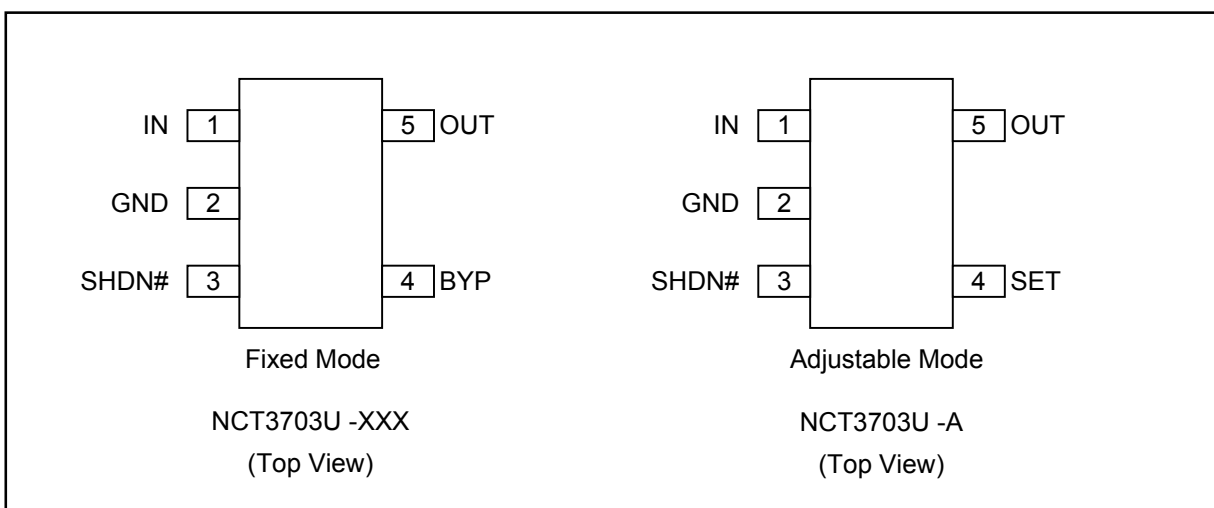 IN 1 5 OUT
GND 2
SHDN# 3 4 BYP
Fixed Mode
NCT3703U -XXX
(Top View)
IN 1 5 OUT
GND 2
SHDN# 3 4 SET
Adjustable Mode
NCT3703U -A
(Top View)